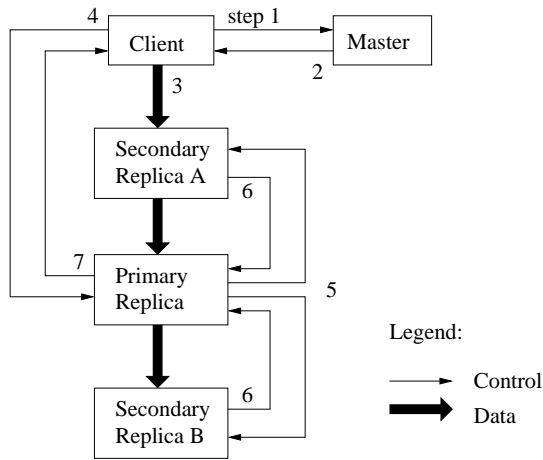 4
step 1
Client
Master
2
3
Secondary
Replica A
6
7
Primary
Replica
5
Legend:
6
Control
Secondary
Replica B
Data